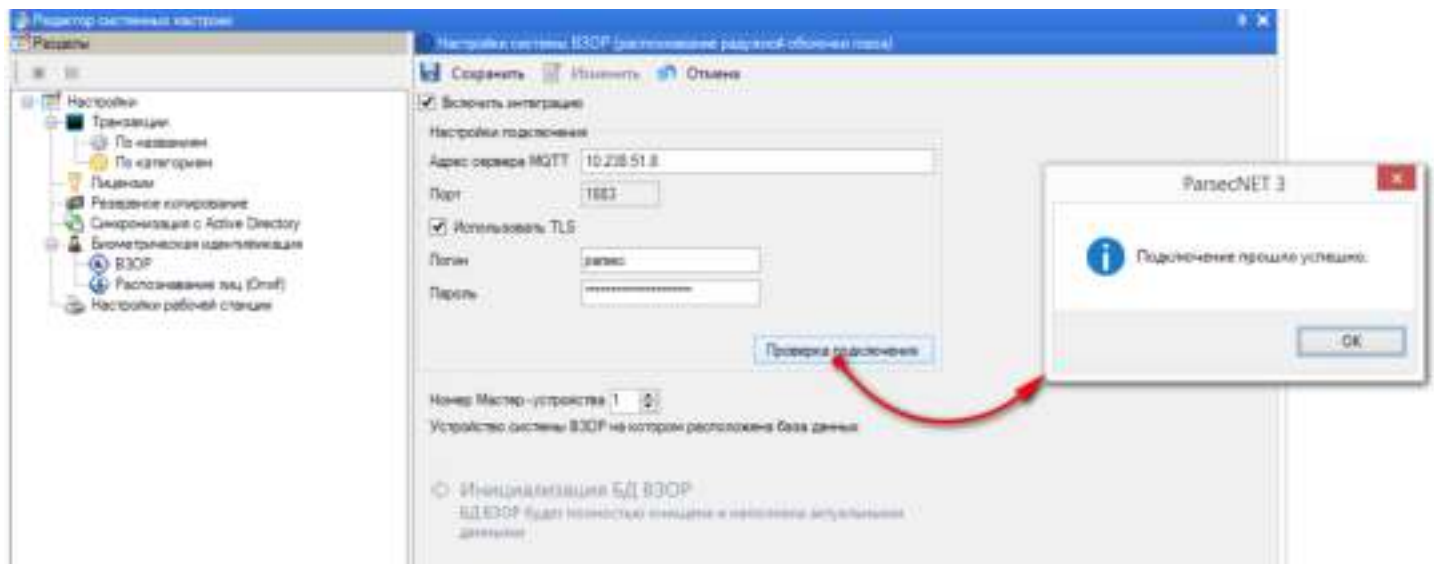 Редактор системных настроек
Разделы
Настройки
Транзакции
По названиям
По категориям
Лицензии
Резервное копирование
Синхронизация с Active Directory
Биометрическая идентификация
ВЗОР
Распознавание лиц (Onvif)
Настройки рабочей станции
Настройки системы ВЗОР (распознавание радужной оболочки глаза)
Сохранить Изменить Отмена
Включить интеграцию
Настройки подключения
Адрес сервера MQTT 10.238.51.8
Порт 1883
Использовать TLS
Логин parsec
Пароль
Проверка подключения
Номер Мастер-устройства 1
Устройство системы ВЗОР на котором расположена база данных
Инициализация БД ВЗОР
БД ВЗОР будет полностью очищена и наполнена актуальными
данными
ParsecNET 3
Подключение прошло успешно.
OK